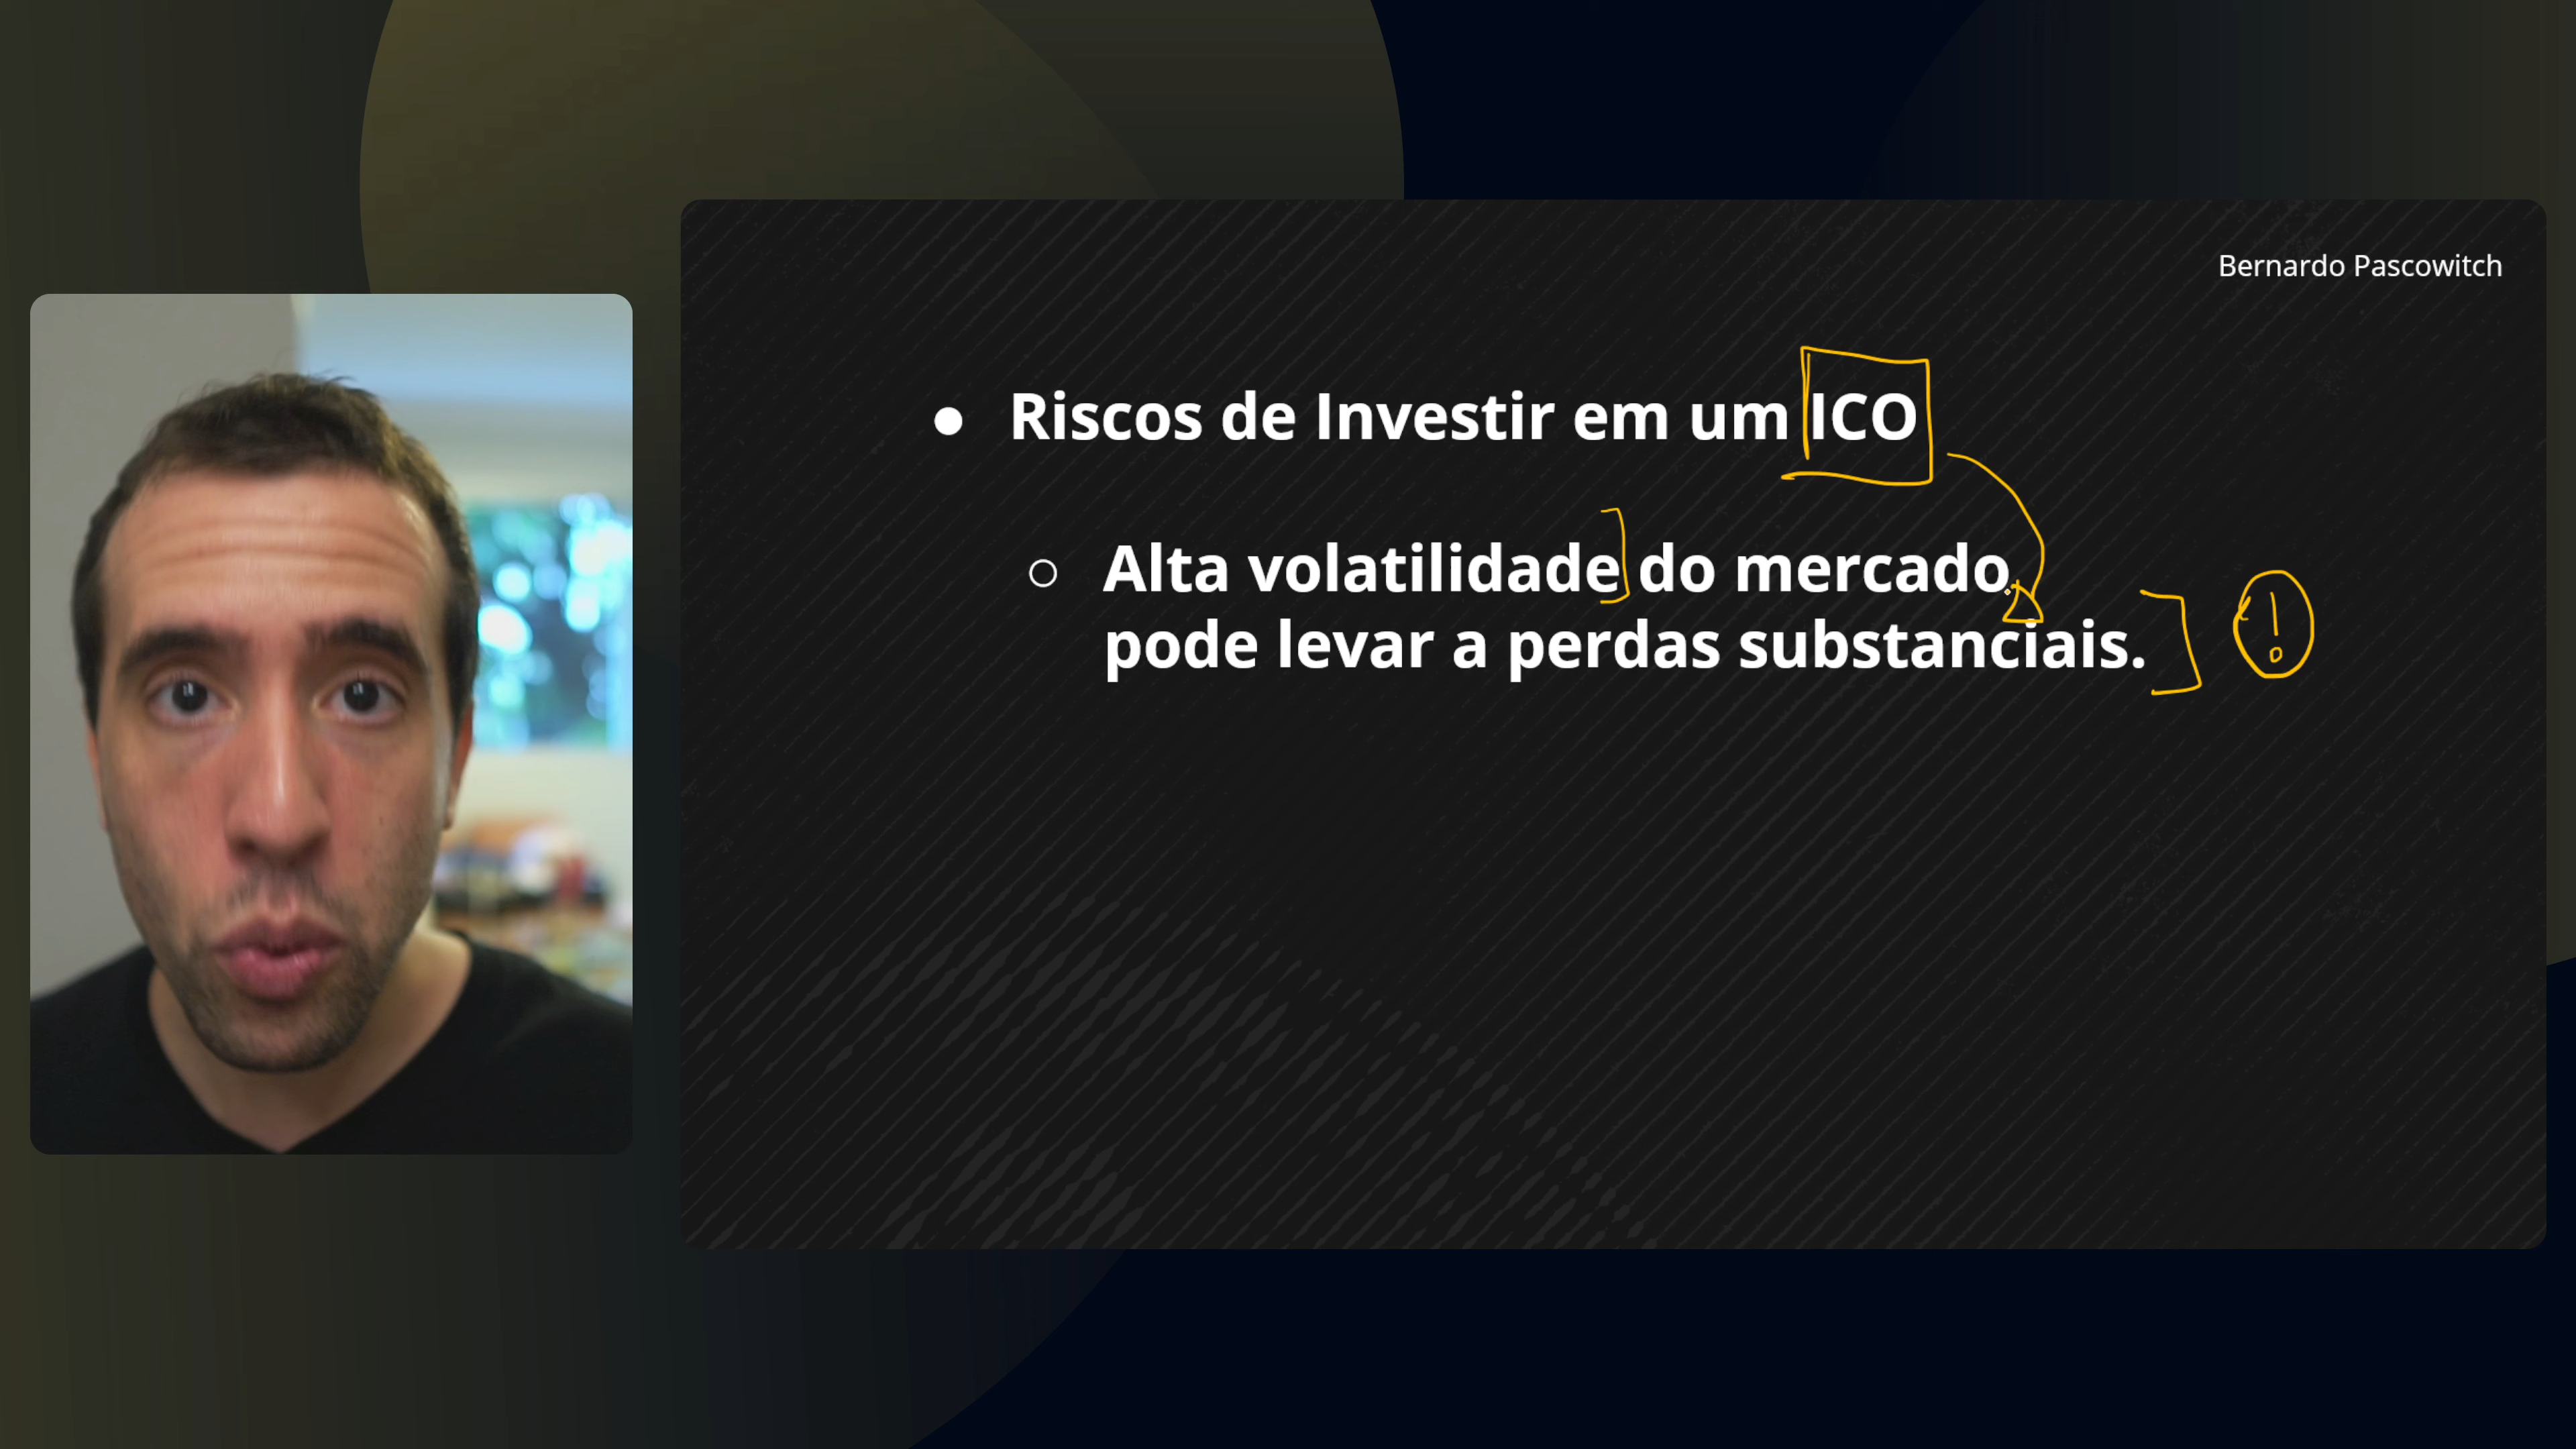 Bernardo Pascowitch
● Riscos de Investir em um ICO
○ Alta volatilidade do mercado
pode levar a perdas substanciais.
!